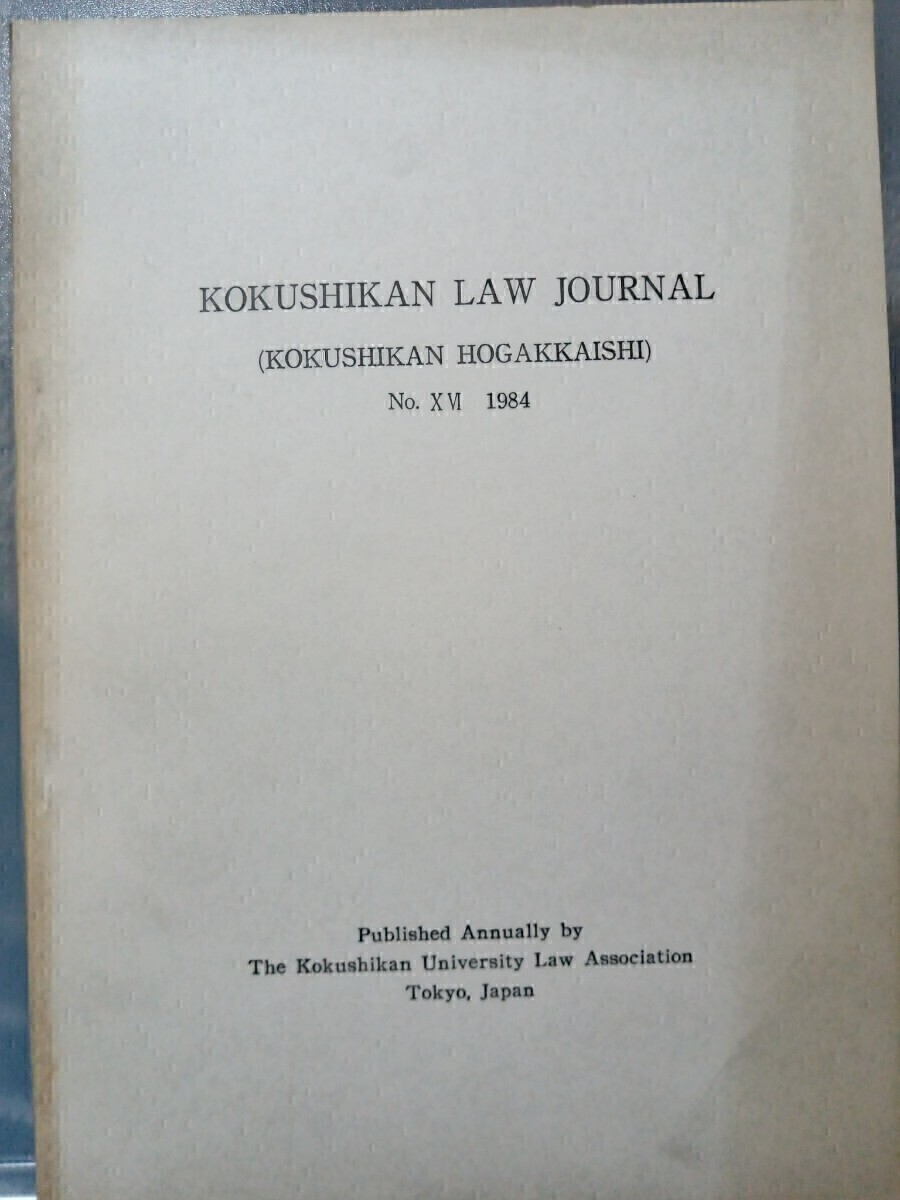 KOKUSHIKAN LAW JOURNAL
(KOKUSHIKAN HOGAKKAISHI)
No. XVI 1984
Published Annually by
The Kokushikan University Law Association
Tokyo, Japan